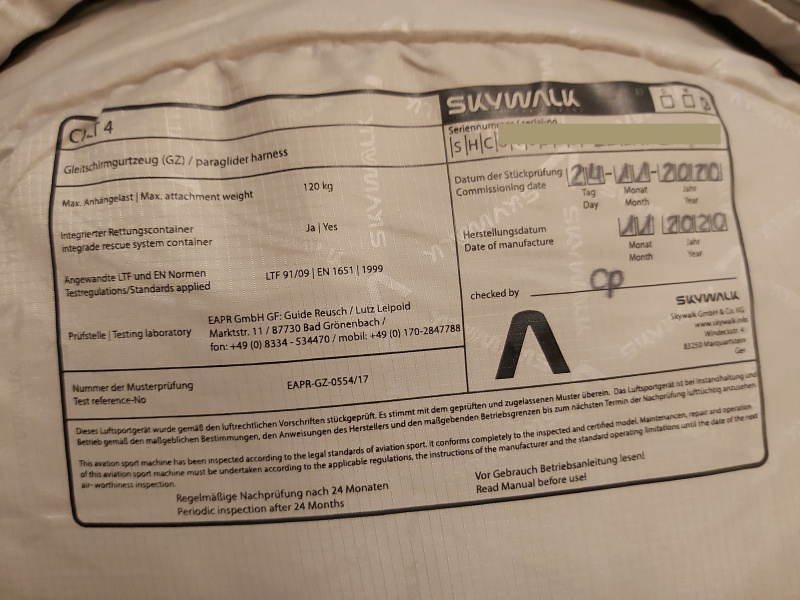 SKYWALK
4
Gleitschirmgurtzeug (GZ) / paraglider harness
Max. Anhängelast | Max. attachment weight 120 kg
Integrierter Rettungscontainer Ja | Yes
integrade rescue system container
Angewandte LTF und EN Normen LTF 91/09 | EN 1651 | 1999
Testregulations/Standards applied
Prüfstelle | Testing laboratory
EAPR GmbH GF: Guide Reusch / Lutz Leipold
Marktstr. 11 / 87730 Bad Grönenbach /
fon: +49 (0) 8334 - 534470 / mobil: +49 (0) 170-2847788
Nummer der Musterprüfung EAPR-GZ-0554/17
Test reference-No
SHC
Datum der Stückprüfung 24-11-2020
Commissioning date
Tag Monat Jahr
Day Month Year
Herstellungsdatum 11 2020
Date of manufacture
Monat Jahr
Month Year
checked by CP
SKYWALK
Skywalk GmbH & Co. KG
www.skywalk.info
Windeckstr. 4
83250 Marquartstein
Ger
Dieses Luftsportgerät wurde gemäß den luftrechtlichen Vorschriften stückgeprüft. Es stimmt mit dem geprüften und zugelassenen Muster überein. Das Luftsportgerät ist bei Instandhaltung und
Betrieb gemäß den maßgeblichen Bestimmungen, den Anweisungen des Herstellers und den maßgebenden Betriebsgrenzen bis zum nächsten Termin der Nachprüfung lufttüchtig anzusehen.
This avation sport machine has been inspected according to the legal standards of aviation sport. It conforms completely to the inspected and certified model. Maintenancen, repair and operation
of this aviation sport machine must be undertaken according to the applicable regulations, the instructions of the manufacturer and the standard operating limitations until the date of the next
air-worthiness inspection.
Regelmäßige Nachprüfung nach 24 Monaten
Periodic inspection after 24 Months
Vor Gebrauch Betriebsanleitung lesen!
Read Manual before use!